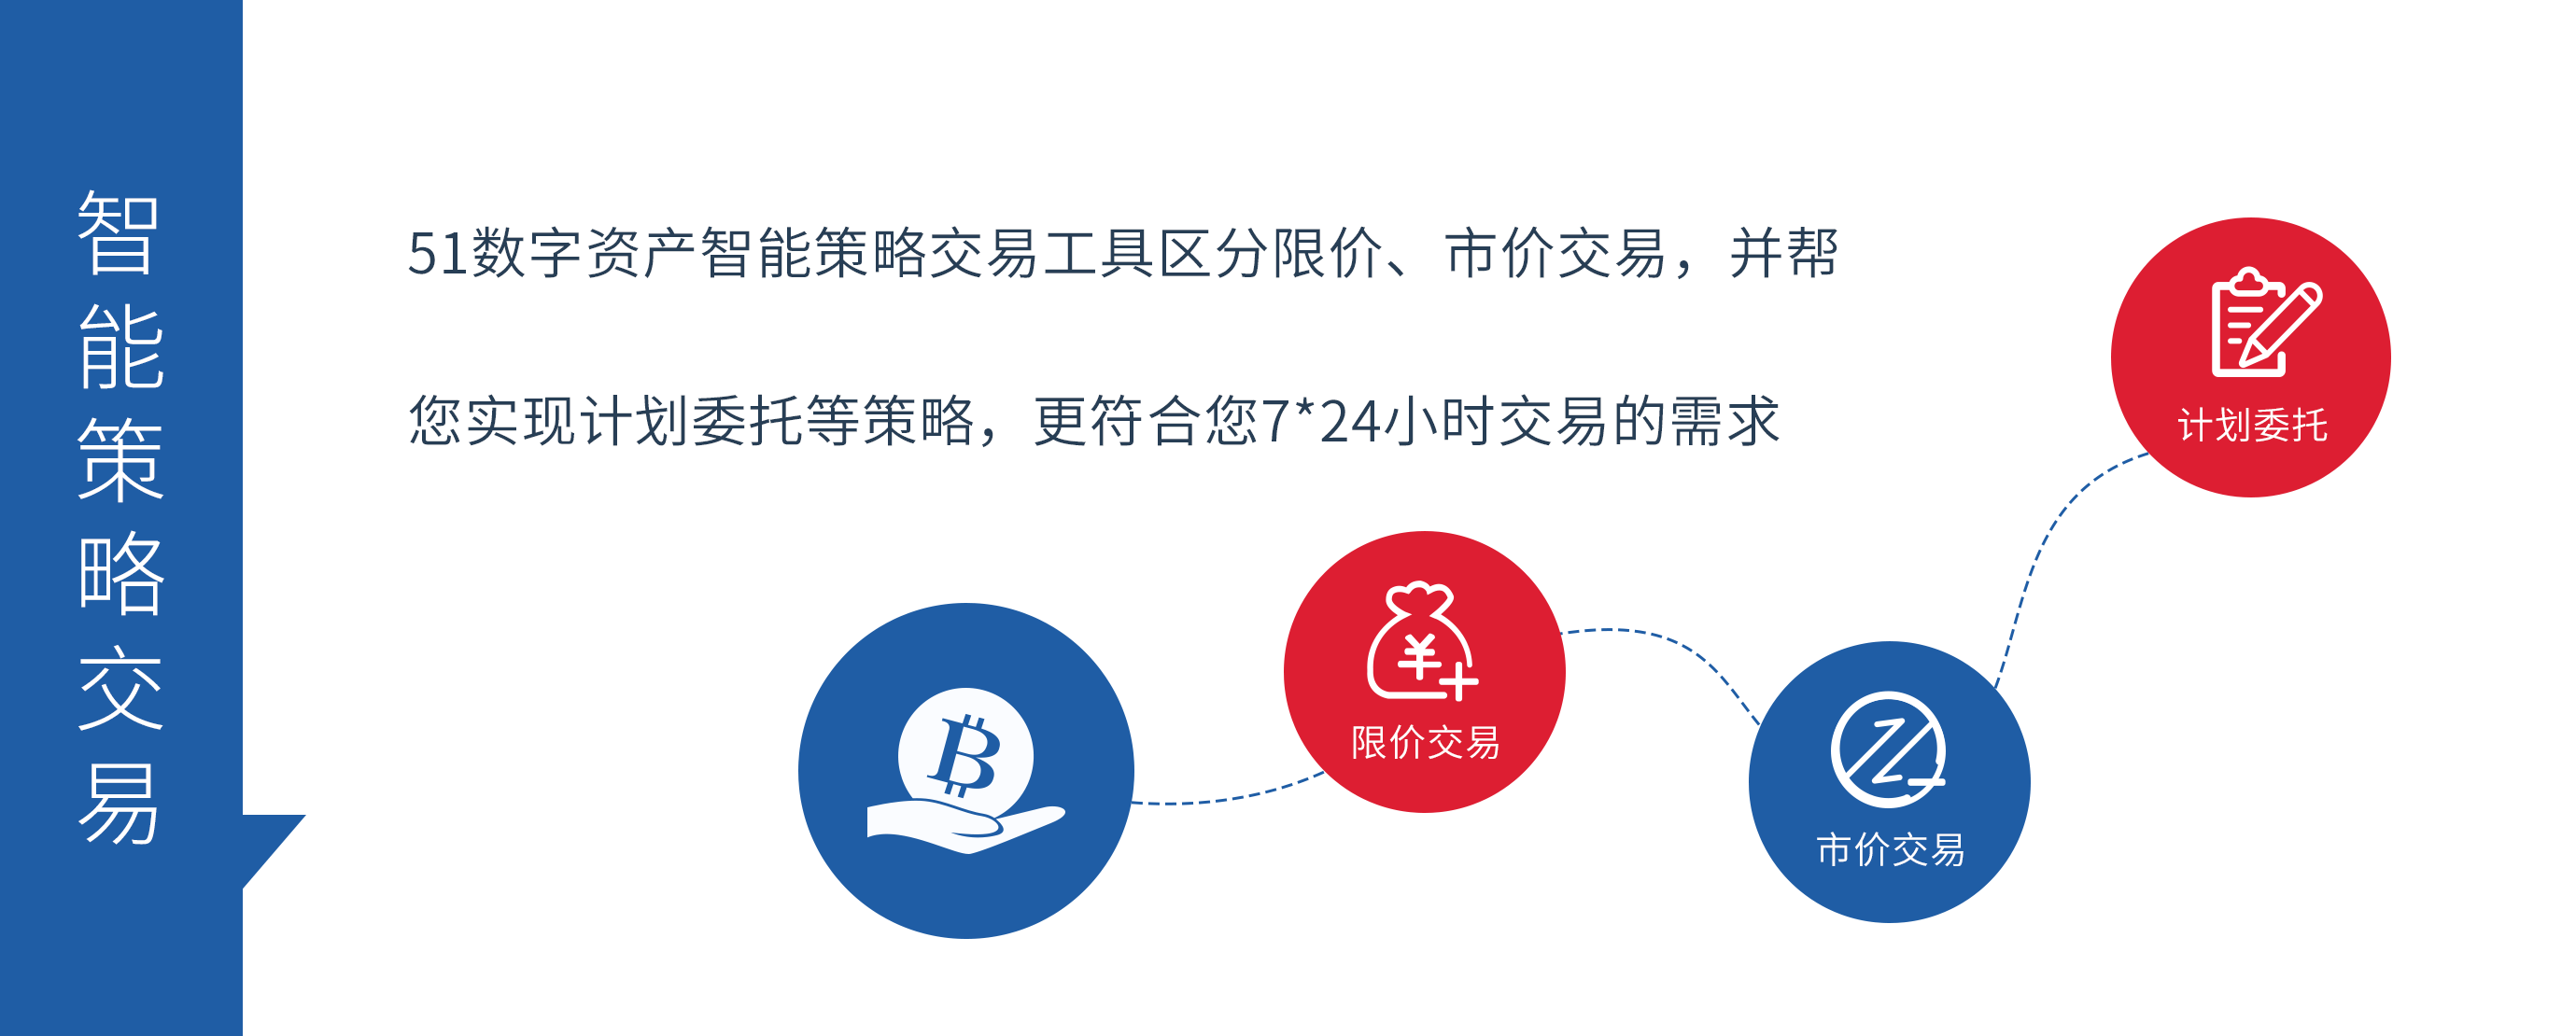 智能策略交易
51数字资产智能策略交易工具区分限价、市价交易，并帮
您实现计划委托等策略，更符合您7*24小时交易的需求
计划委托
限价交易
市价交易